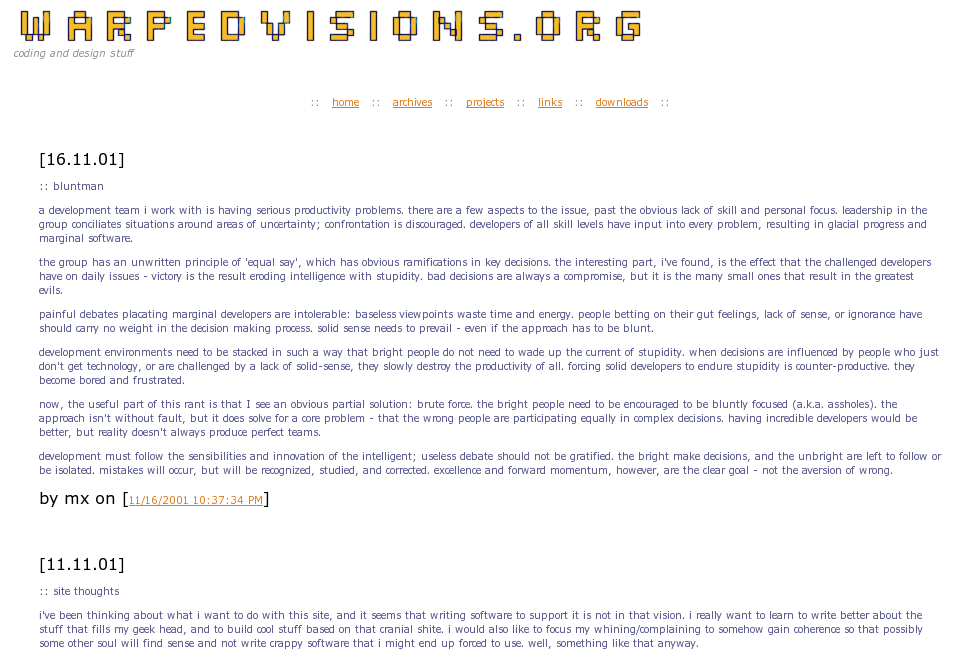 WARPEDVISIONS.ORG
coding and design stuff
:: home :: archives :: projects :: links :: downloads ::
[16.11.01]
:: bluntman
a development team i work with is having serious productivity problems. there are a few aspects to the issue, past the obvious lack of skill and personal focus. leadership in the
group conciliates situations around areas of uncertainty; confrontation is discouraged. developers of all skill levels have input into every problem, resulting in glacial progress and
marginal software.
the group has an unwritten principle of 'equal say', which has obvious ramifications in key decisions. the interesting part, i've found, is the effect that the challenged developers
have on daily issues - victory is the result eroding intelligence with stupidity. bad decisions are always a compromise, but it is the many small ones that result in the greatest
evils.
painful debates placating marginal developers are intolerable: baseless viewpoints waste time and energy. people betting on their gut feelings, lack of sense, or ignorance have
should carry no weight in the decision making process. solid sense needs to prevail - even if the approach has to be blunt.
development environments need to be stacked in such a way that bright people do not need to wade up the current of stupidity. when decisions are influenced by people who just
don't get technology, or are challenged by a lack of solid-sense, they slowly destroy the productivity of all. forcing solid developers to endure stupidity is counter-productive. they
become bored and frustrated.
now, the useful part of this rant is that I see an obvious partial solution: brute force. the bright people need to be encouraged to be bluntly focused (a.k.a. assholes). the
approach isn't without fault, but it does solve for a core problem - that the wrong people are participating equally in complex decisions. having incredible developers would be
better, but reality doesn't always produce perfect teams.
development must follow the sensibilities and innovation of the intelligent; useless debate should not be gratified. the bright make decisions, and the unbright are left to follow or
be isolated. mistakes will occur, but will be recognized, studied, and corrected. excellence and forward momentum, however, are the clear goal - not the aversion of wrong.
by mx on [11/16/2001 10:37:34 PM]
[11.11.01]
:: site thoughts
i've been thinking about what i want to do with this site, and it seems that writing software to support it is not in that vision. i really want to learn to write better about the
stuff that fills my geek head, and to build cool stuff based on that cranial shite. i would also like to focus my whining/complaining to somehow gain coherence so that possibly
some other soul will find sense and not write crappy software that i might end up forced to use. well, something like that anyway.